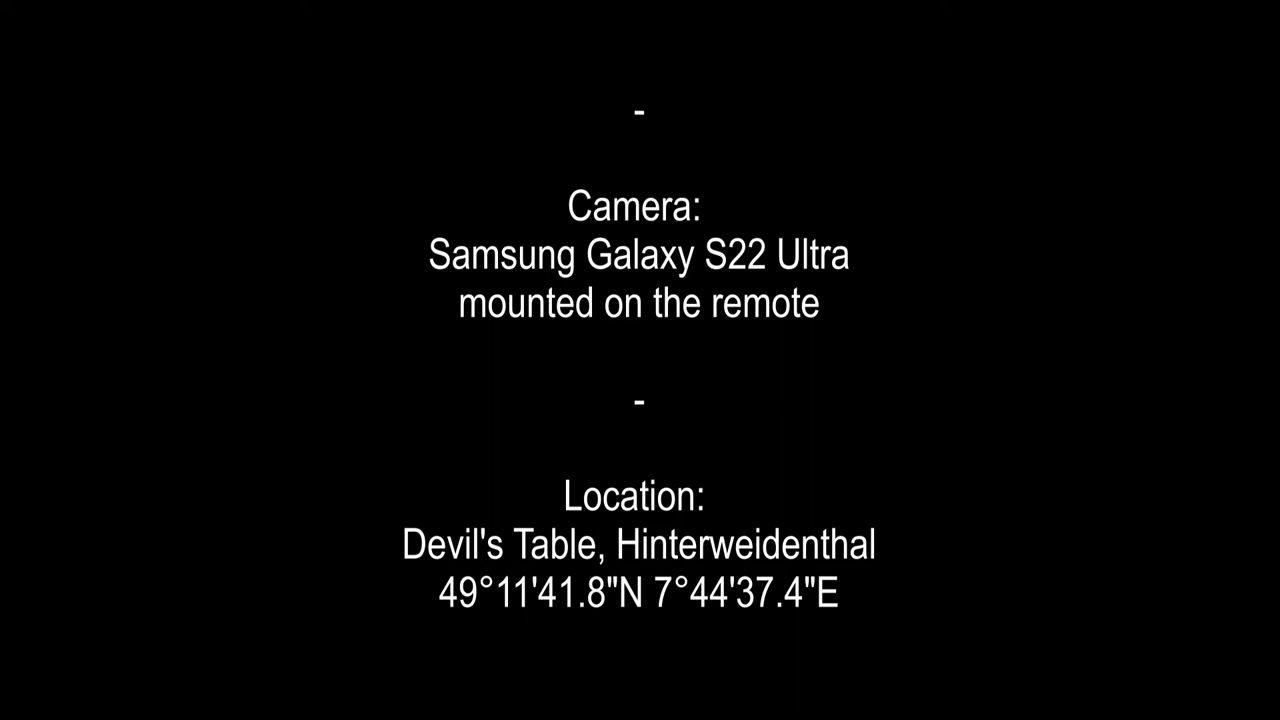 -
Camera:
Samsung Galaxy S22 Ultra
mounted on the remote
-
Location:
Devil's Table, Hinterweidenthal
49°11'41.8"N 7°44'37.4"E